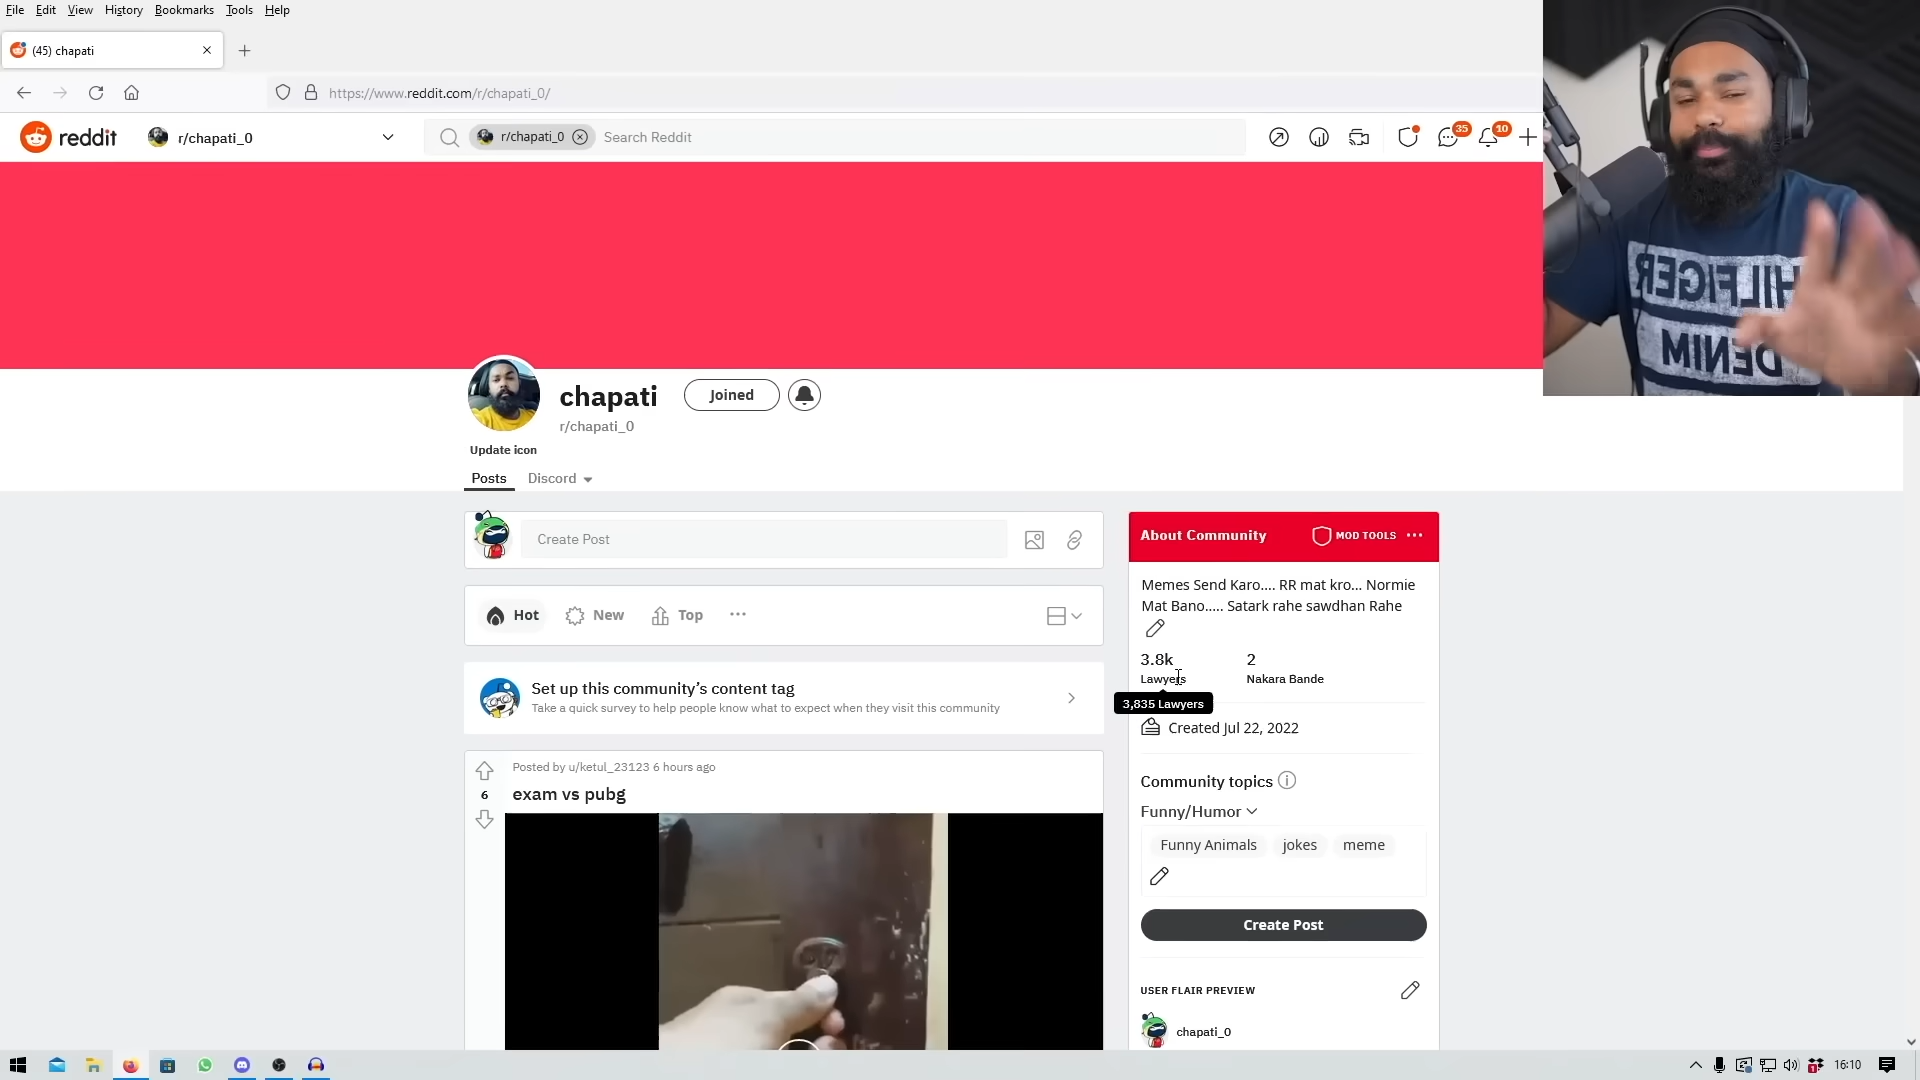 File Edit View History Bookmarks Tools Help
(45) chapati
https://www.reddit.com/r/chapati_0/
reddit r/chapati_0 r/chapati_0 Search Reddit 35 10
HILFIGER
DENIM
chapati Joined
r/chapati_0
Update icon
Posts Discord
Create Post
About Community MOD TOOLS
Memes Send Karo.... RR mat kro... Normie
Mat Bano..... Satark rahe sawdhan Rahe
Hot New Top
3.8k 2
Lawyers Nakara Bande
3,835 Lawyers
Set up this community's content tag
Take a quick survey to help people know what to expect when they visit this community
Created Jul 22, 2022
Posted by u/ketul_23123 6 hours ago
6
exam vs pubg
Community topics
Funny/Humor
Funny Animals jokes meme
Create Post
USER FLAIR PREVIEW
chapati_0
1
16:10